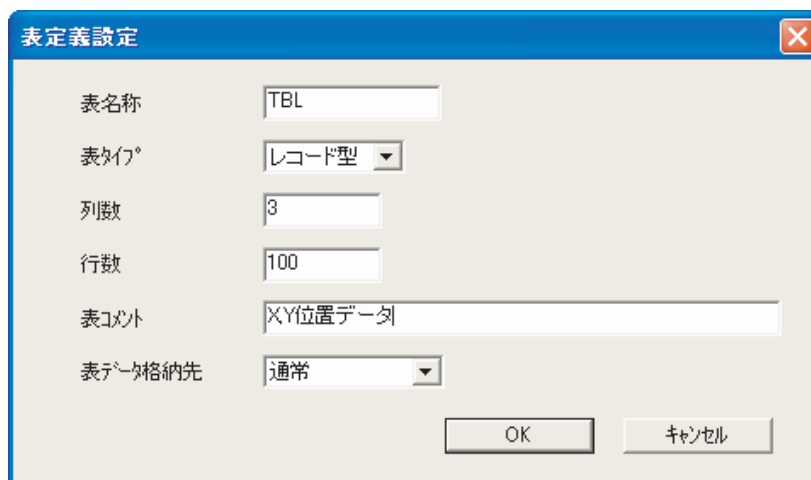 表定義設定
表名称 TBL
表ﾀｲﾌﾟ レコード型
列数 3
行数 100
表ｺﾒﾝﾄ X,Y位置データ
表ﾃﾞｰﾀ格納先 通常
OK ｷｬﾝｾﾙ